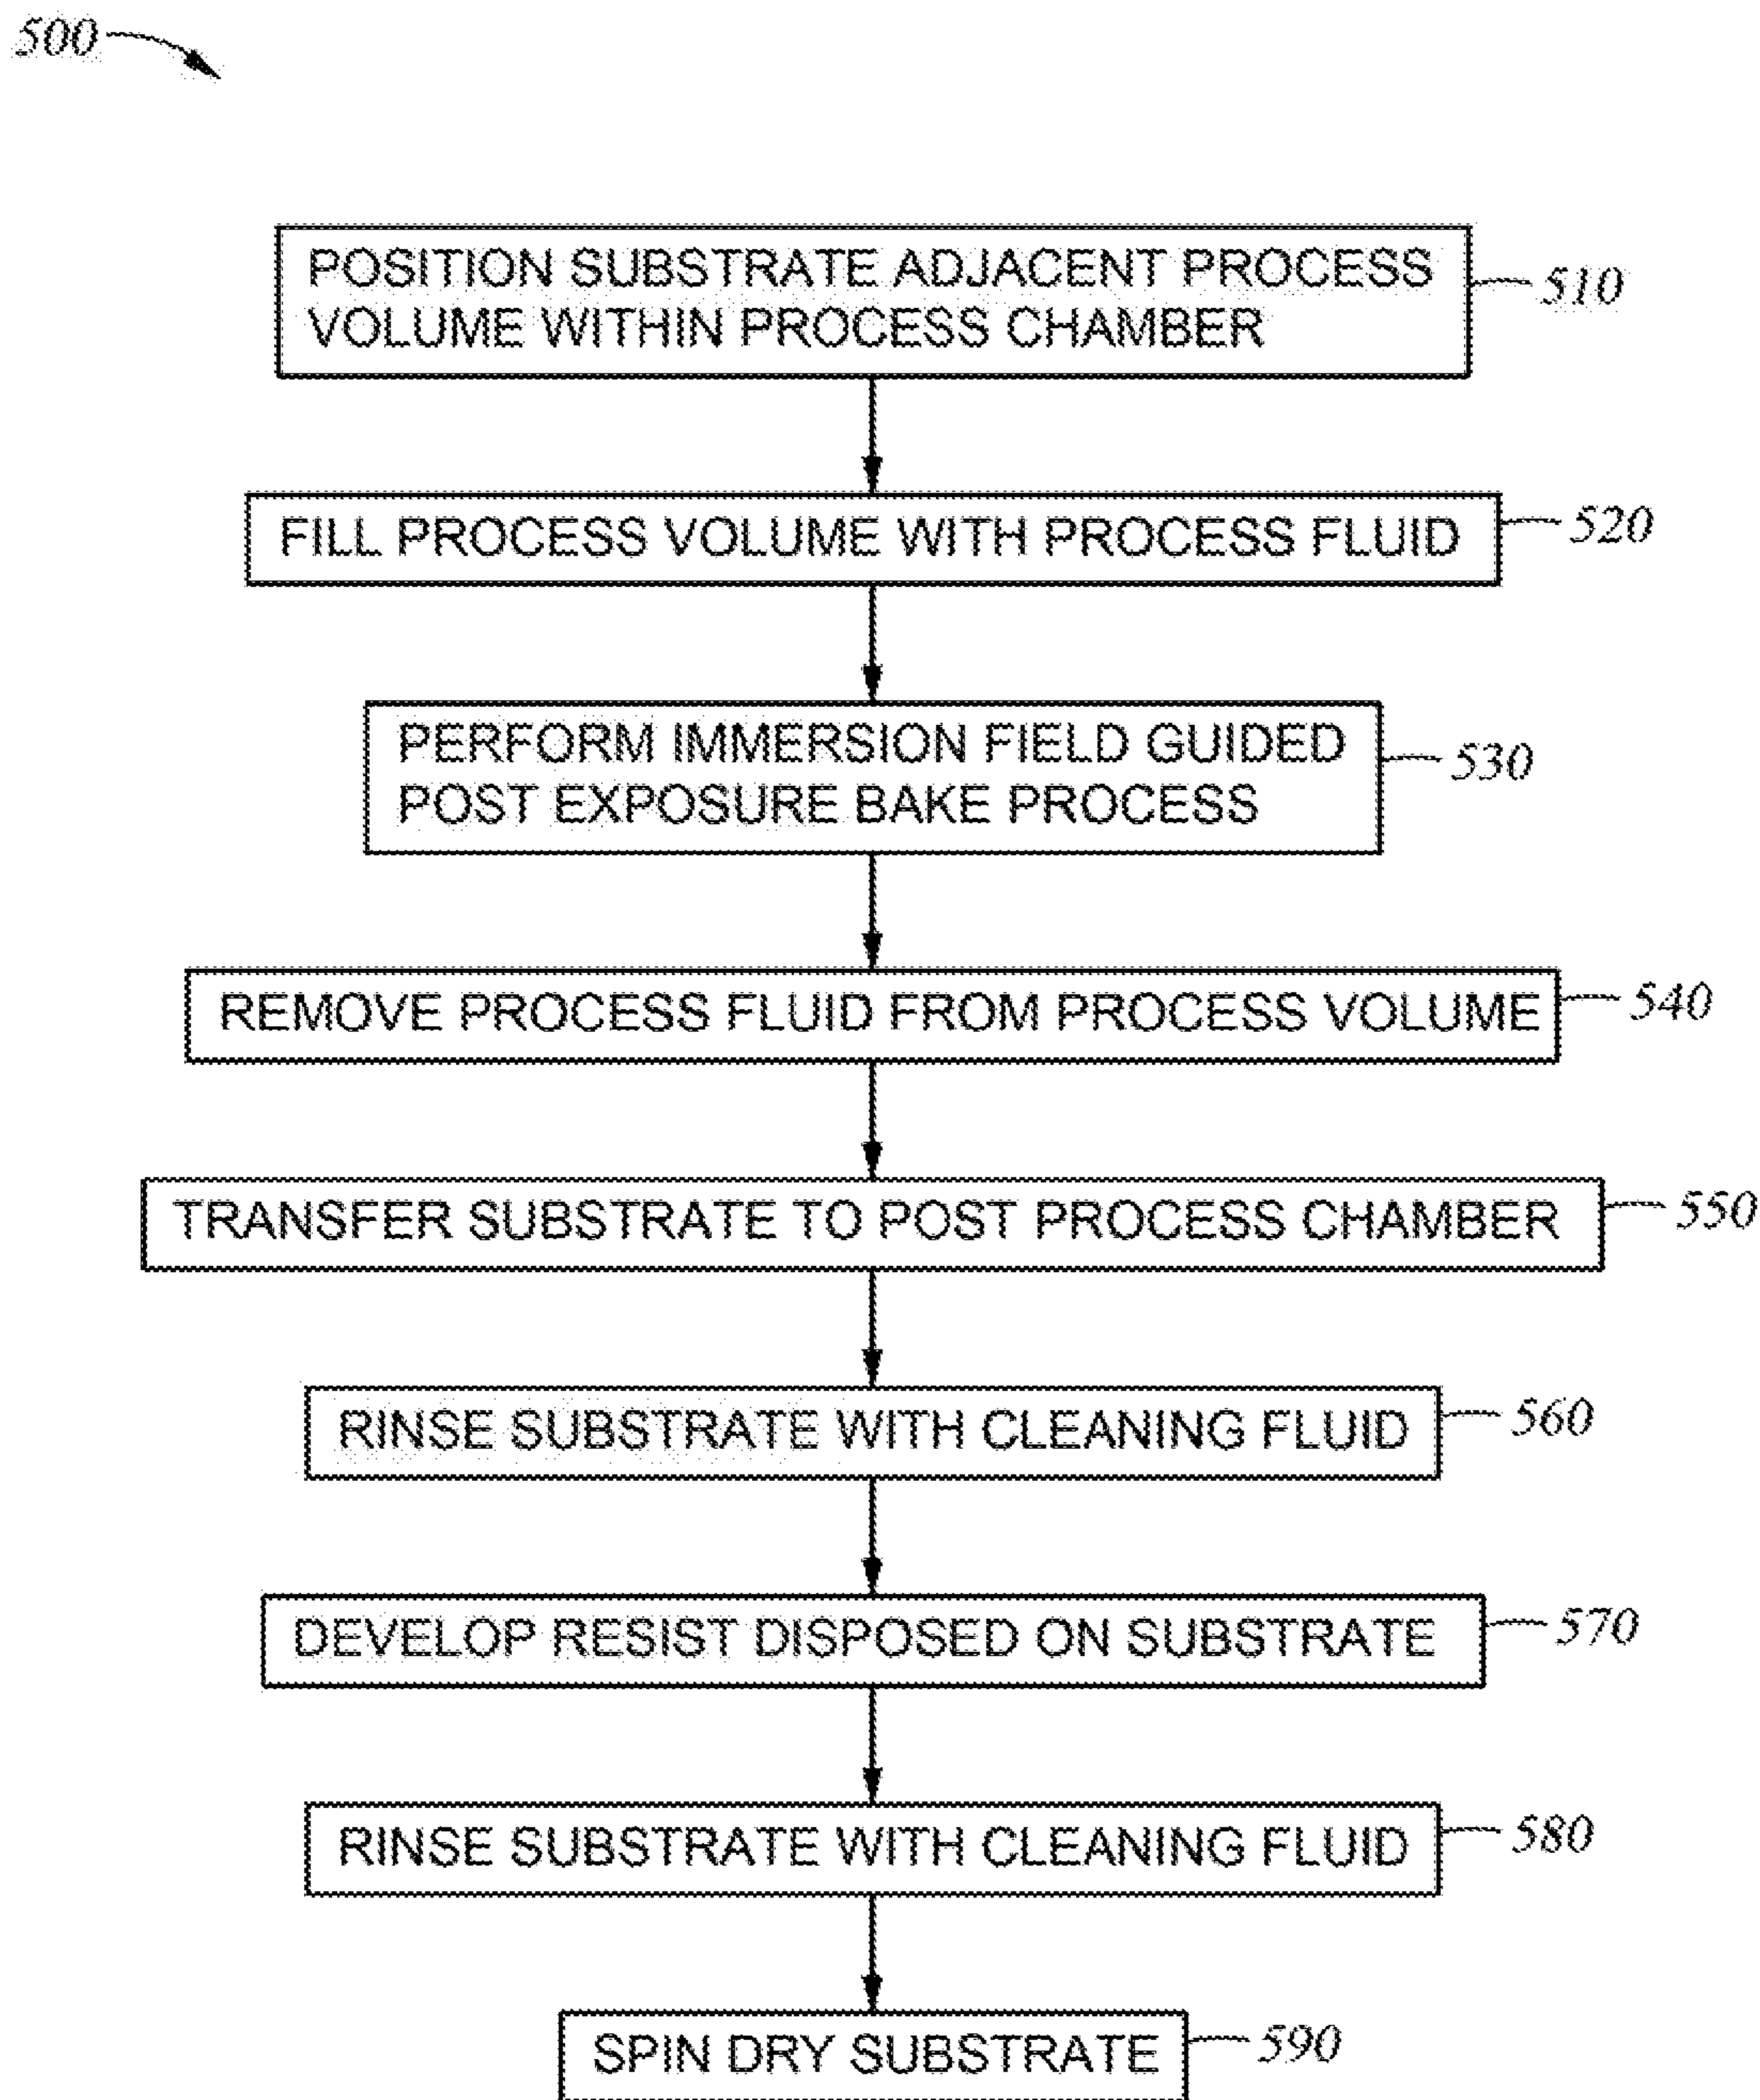 500
POSITION SUBSTRATE ADJACENT PROCESS
VOLUME WITHIN PROCESS CHAMBER
510
FILL PROCESS VOLUME WITH PROCESS FLUID
520
PERFORM IMMERSION FIELD GUIDED
POST EXPOSURE BAKE PROCESS
530
REMOVE PROCESS FLUID FROM PROCESS VOLUME
540
TRANSFER SUBSTRATE TO POST PROCESS CHAMBER
550
RINSE SUBSTRATE WITH CLEANING FLUID
560
DEVELOP RESIST DISPOSED ON SUBSTRATE
570
RINSE SUBSTRATE WITH CLEANING FLUID
580
SPIN DRY SUBSTRATE
590